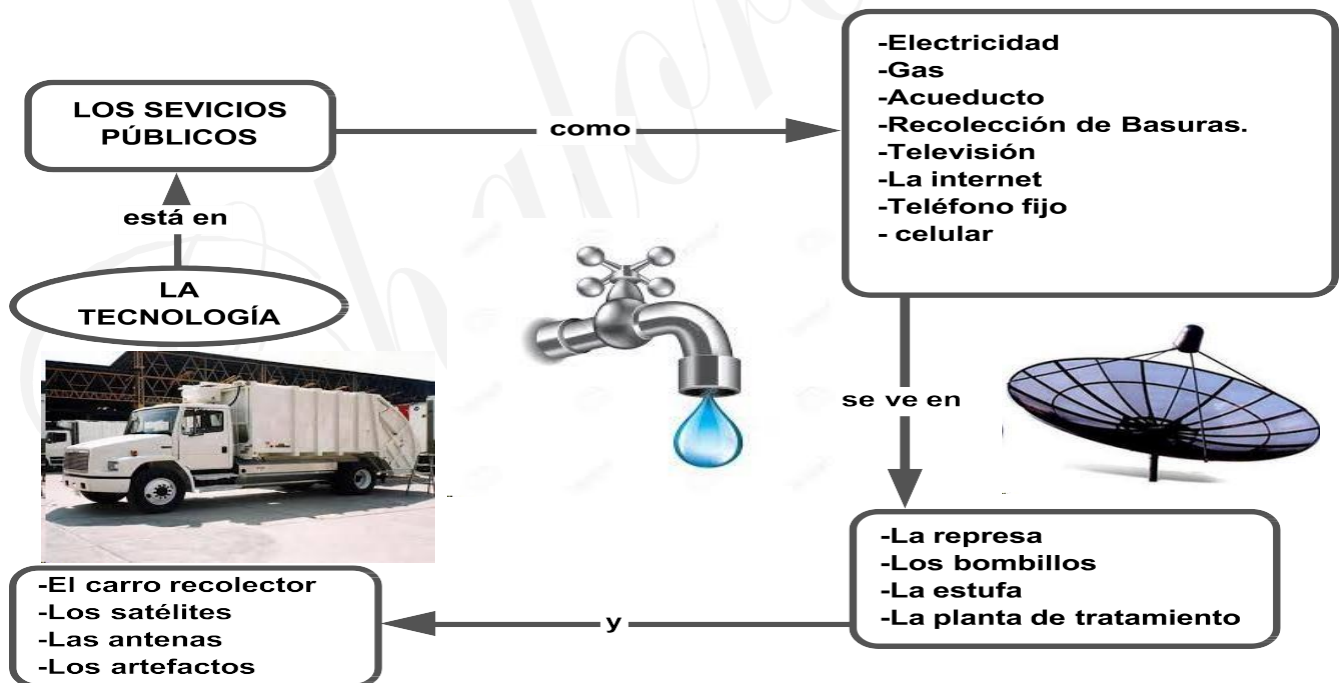 LA
TECNOLOGÍA
está en
LOS SEVICIOS
PÚBLICOS
como
-Electricidad
-Gas
-Acueducto
-Recolección de Basuras.
-Televisión
-La internet
-Teléfono fijo
- celular
se ve en
-La represa
-Los bombillos
-La estufa
-La planta de tratamiento
y
-El carro recolector
-Los satélites
-Las antenas
-Los artefactos